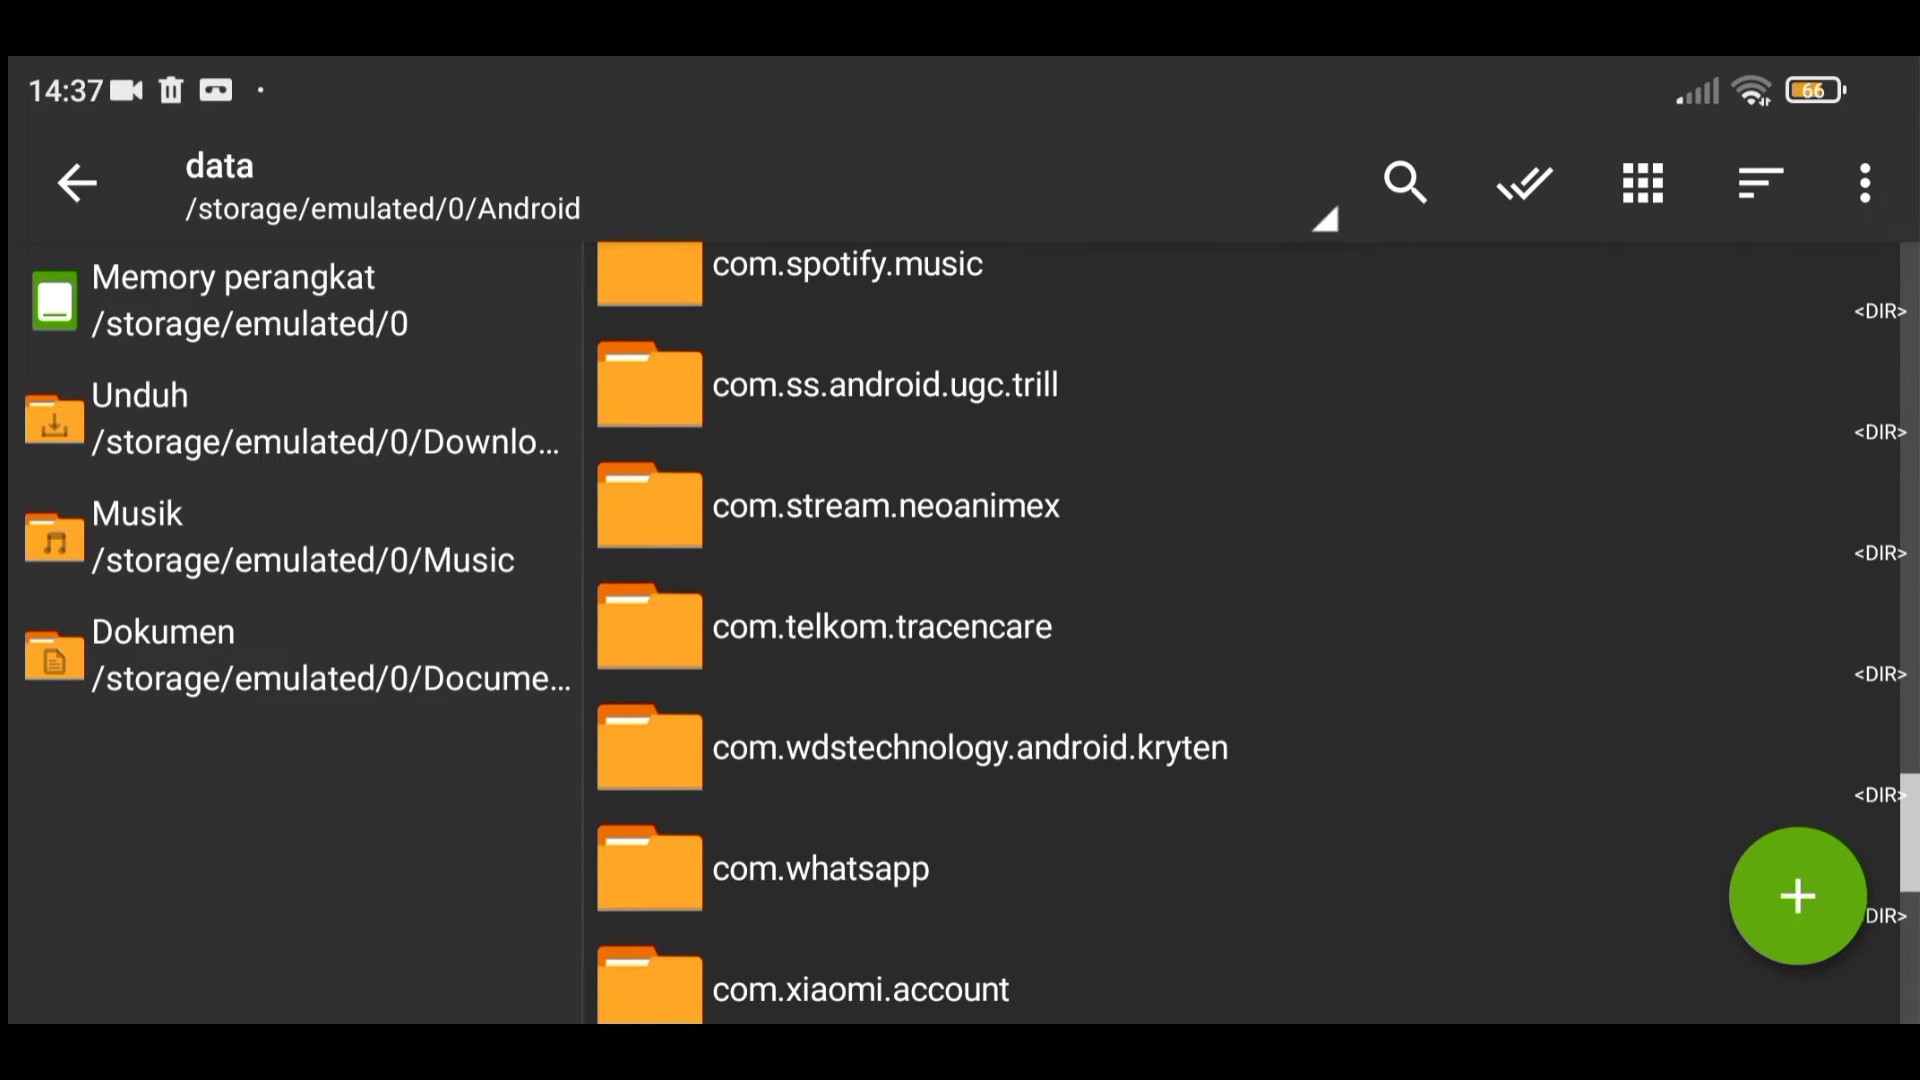 14:37
66
data
/storage/emulated/0/Android
Memory perangkat
/storage/emulated/0
Unduh
/storage/emulated/0/Downlo...
Musik
/storage/emulated/0/Music
Dokumen
/storage/emulated/0/Docume...
com.spotify.music
<DIR>
com.ss.android.ugc.trill
<DIR>
com.stream.neoanimex
<DIR>
com.telkom.tracencare
<DIR>
com.wdstechnology.android.kryten
<DIR>
com.whatsapp
DIR>
com.xiaomi.account